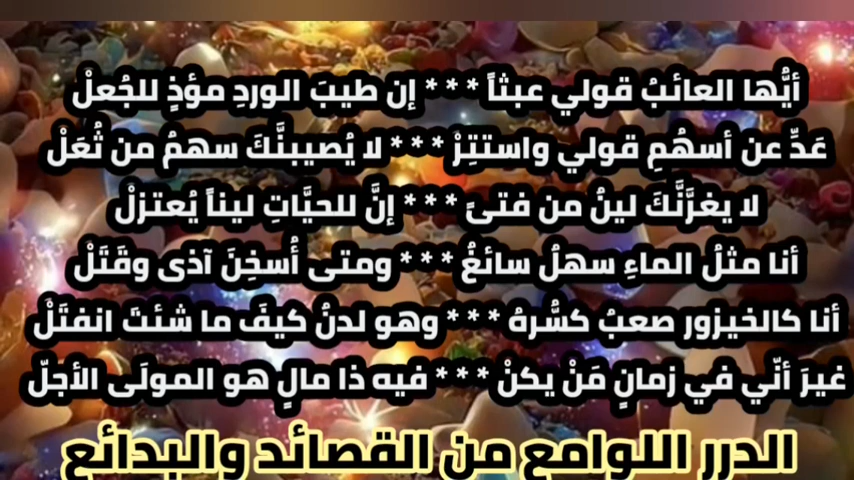 أيُّها العائبُ قولي عبثاً * * * إن طيبَ الوردِ مؤذٍ للجُعلْ
عَدِّ عن أسهُمِ قولي واستتِرْ * * * لا يُصيبنَّكَ سهمُ من ثُعَلْ
لا يغرَّنَّكَ لينُ من فتىً * * * إنَّ للحيَّاتِ ليناً يُعتزلْ
أنا مثلُ الماءِ سهلُ سائغُ * * * ومتى أُسخِنَ آذى وقَتَلْ
أنا كالخيزور صعبُ كسُّرهُ * * * وهو لدنُ كيفَ ما شئتَ انفتَلْ
غيرَ أنّي في زمانٍ مَنْ يكنْ * * * فيه ذا مالٍ هو المولَى الأجلّ
الدرر اللوامع من القصائد والبدائع